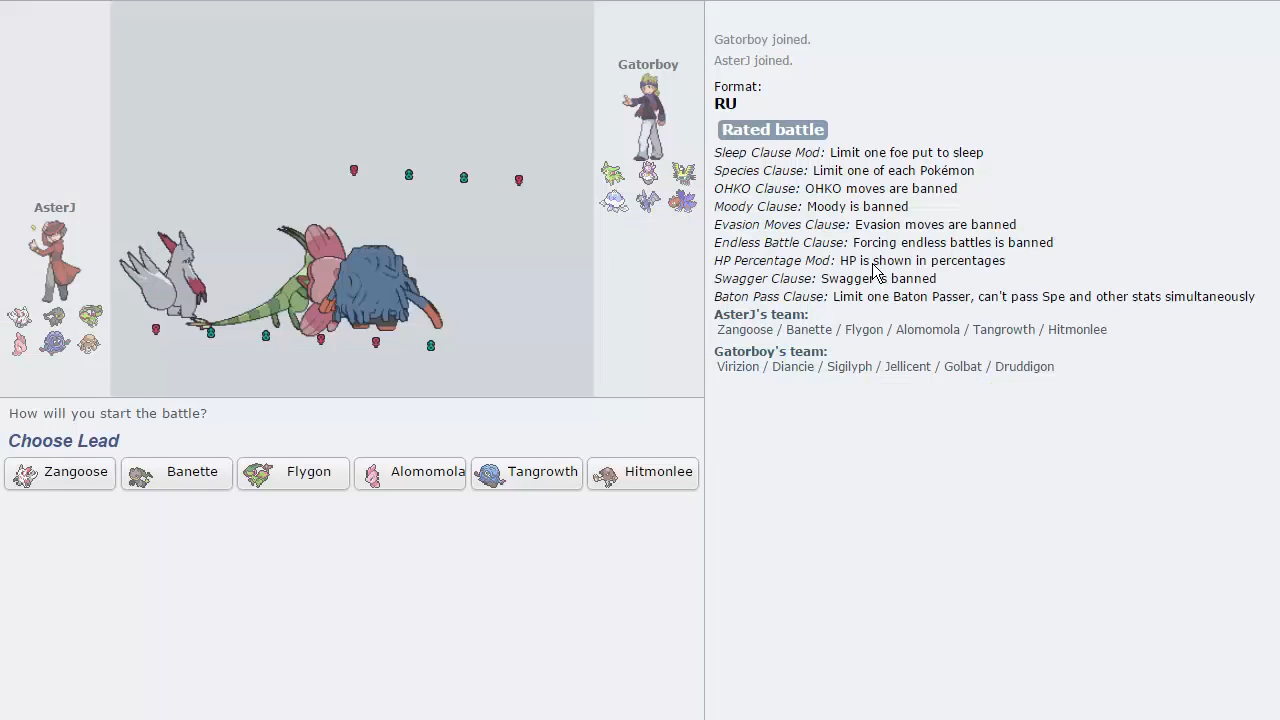 Gatorboy joined.
AsterJ joined.
Format:
RU
Rated battle
Sleep Clause Mod: Limit one foe put to sleep
Species Clause: Limit one of each Pokémon
OHKO Clause: OHKO moves are banned
Moody Clause: Moody is banned
Evasion Moves Clause: Evasion moves are banned
Endless Battle Clause: Forcing endless battles is banned
HP Percentage Mod: HP is shown in percentages
Swagger Clause: Swagger is banned
Baton Pass Clause: Limit one Baton Passer, can't pass Spe and other stats simultaneously
AsterJ's team:
Zangoose / Banette / Flygon / Alomomola / Tangrowth / Hitmonlee
Gatorboy's team:
Virizion / Diancie / Sigilyph / Jellicent / Golbat / Druddigon
Gatorboy
AsterJ
How will you start the battle?
Choose Lead
Zangoose Banette Flygon Alomomola Tangrowth Hitmonlee